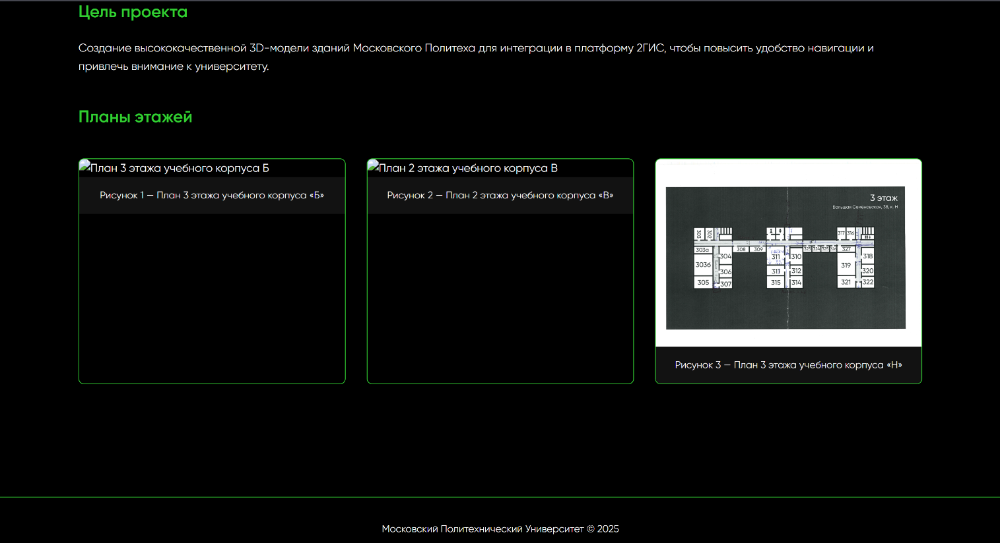 Цель проекта
Создание высококачественной 3D-модели зданий Московского Политеха для интеграции в платформу 2ГИС, чтобы повысить удобство навигации и
привлечь внимание к университету.
Планы этажей
План 3 этажа учебного корпуса Б
Рисунок 1 — План 3 этажа учебного корпуса «Б»
План 2 этажа учебного корпуса В
Рисунок 2 — План 2 этажа учебного корпуса «В»
3 этаж
Большая Семёновская, 38, к. Н
303 302 317 316
303а 308 309 323 324 325 326 327
304 311 310 318
303б 319
306 313 312 320
305 307 315 314 321 322
Рисунок 3 — План 3 этажа учебного корпуса «Н»
Московский Политехнический Университет © 2025